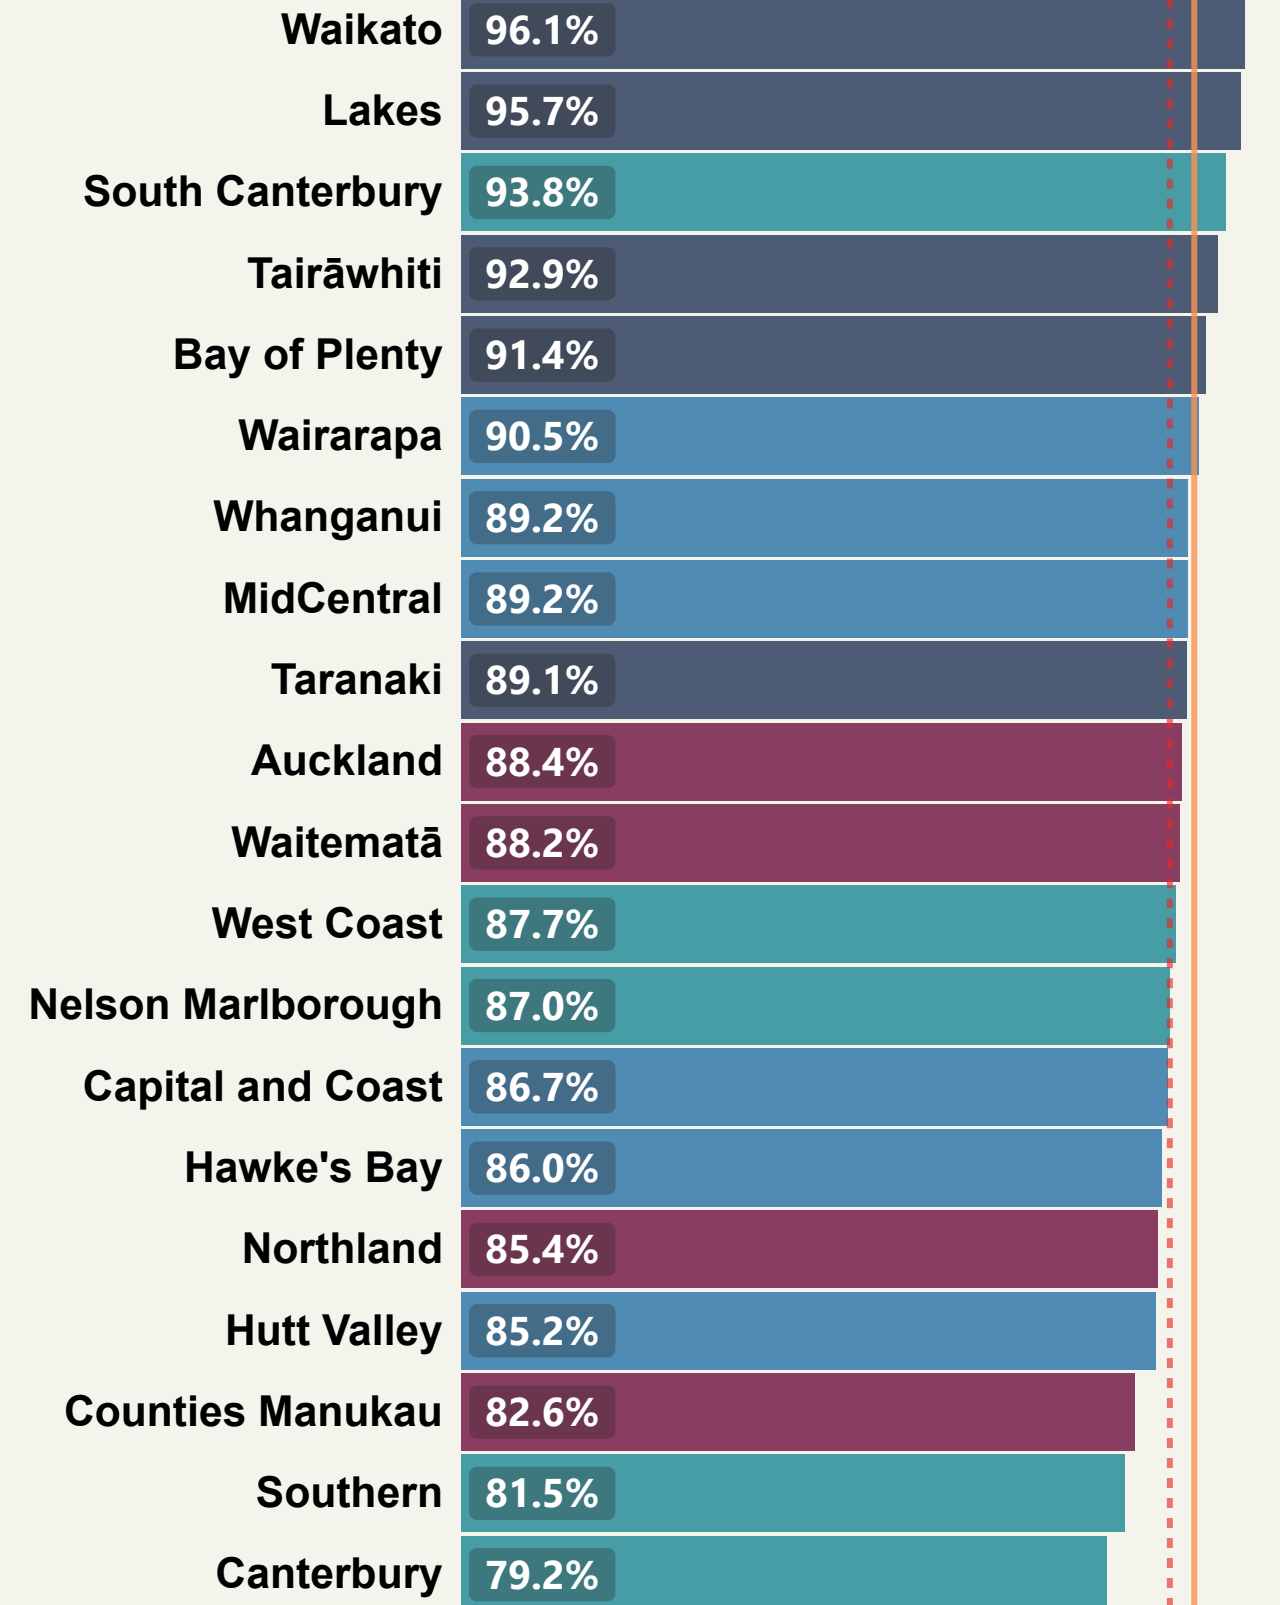 Waikato 96.1%
Lakes 95.7%
South Canterbury 93.8%
Tairāwhiti 92.9%
Bay of Plenty 91.4%
Wairarapa 90.5%
Whanganui 89.2%
MidCentral 89.2%
Taranaki 89.1%
Auckland 88.4%
Waitematā 88.2%
West Coast 87.7%
Nelson Marlborough 87.0%
Capital and Coast 86.7%
Hawke's Bay 86.0%
Northland 85.4%
Hutt Valley 85.2%
Counties Manukau 82.6%
Southern 81.5%
Canterbury 79.2%